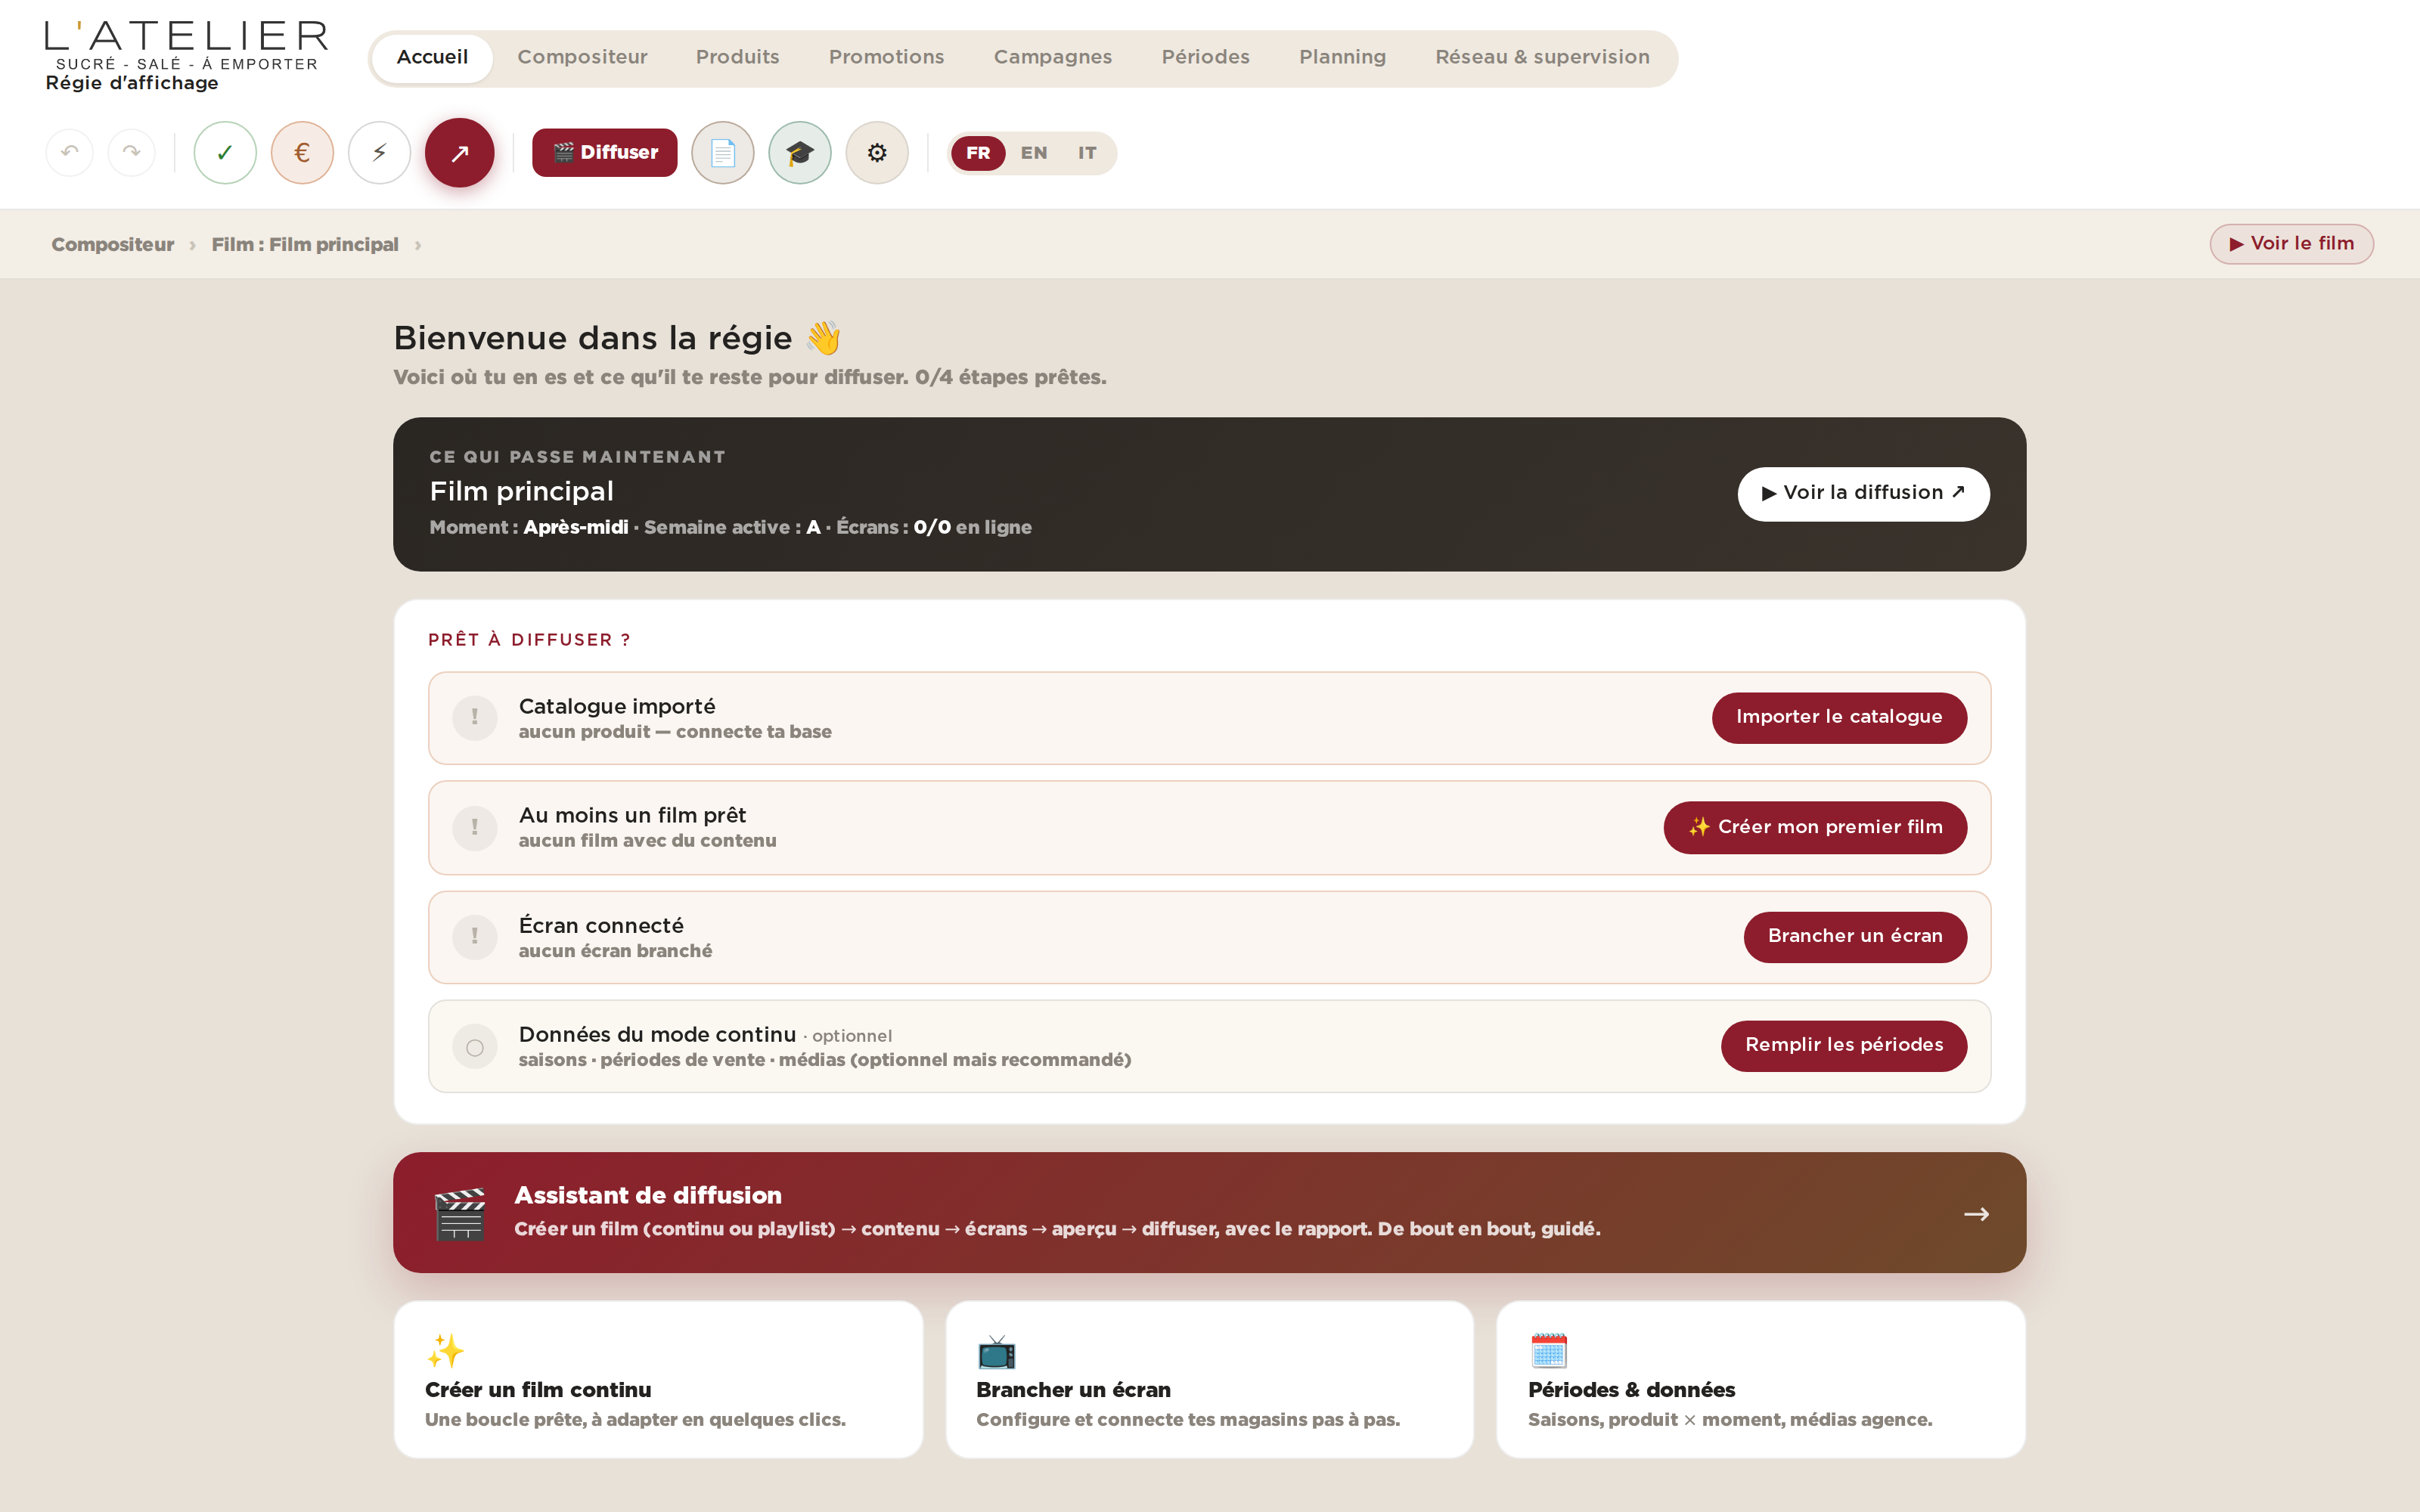 L'ATELIER
SUCRÉ - SALÉ - À EMPORTER
Régie d'affichage
Accueil
Compositeur
Produits
Promotions
Campagnes
Périodes
Planning
Réseau & supervision
↶
↷
✓
€
⚡
↗
🎬 Diffuser
📄
🎓
⚙
FR
EN
IT
Compositeur › Film : Film principal ›
▶ Voir le film
Bienvenue dans la régie 👋
Voici où tu en es et ce qu'il te reste pour diffuser. 0/4 étapes prêtes.
CE QUI PASSE MAINTENANT
Film principal
Moment : Après-midi · Semaine active : A · Écrans : 0/0 en ligne
▶ Voir la diffusion ↗
PRÊT À DIFFUSER ?
!
Catalogue importé
aucun produit — connecte ta base
Importer le catalogue
!
Au moins un film prêt
aucun film avec du contenu
✨ Créer mon premier film
!
Écran connecté
aucun écran branché
Brancher un écran
○
Données du mode continu · optionnel
saisons · périodes de vente · médias (optionnel mais recommandé)
Remplir les périodes
🎬
Assistant de diffusion
Créer un film (continu ou playlist) → contenu → écrans → aperçu → diffuser, avec le rapport. De bout en bout, guidé.
→
✨
Créer un film continu
Une boucle prête, à adapter en quelques clics.
📺
Brancher un écran
Configure et connecte tes magasins pas à pas.
🗓️
Périodes & données
Saisons, produit × moment, médias agence.